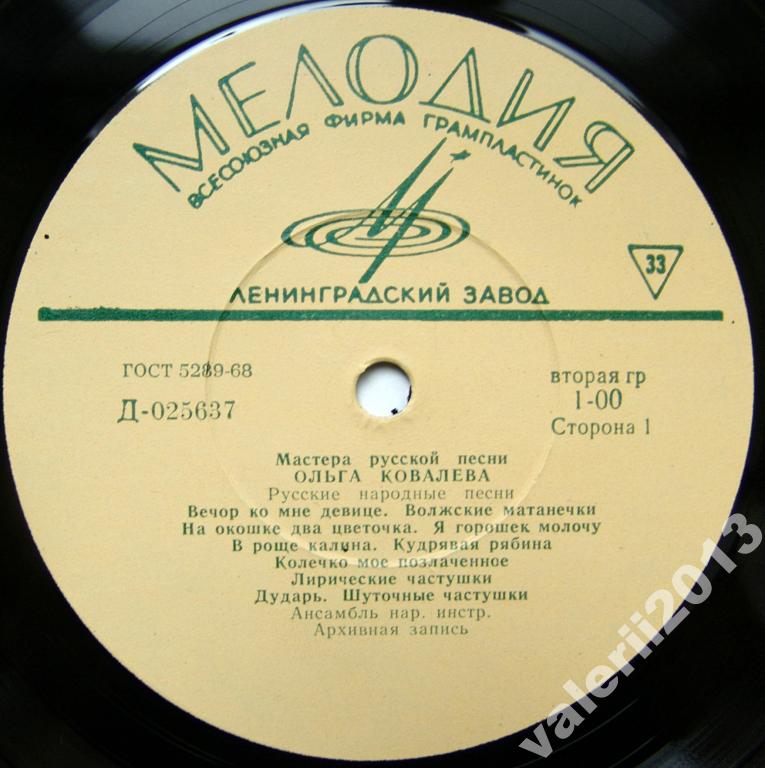 МЕЛОДИЯ
ВСЕСОЮЗНАЯ ФИРМА ГРАМПЛАСТИНОК
ЛЕНИНГРАДСКИЙ ЗАВОД
33
ГОСТ 5289-68
Д-025637
вторая гр
1-00
Сторона 1
Мастера русской песни
ОЛЬГА КОВАЛЕВА
Русские народные песни
Вечор ко мне девице. Волжские матанечки
На окошке два цветочка. Я горошек молочу
В роще калина. Кудрявая рябина
Колечко мое позлаченное
Лирические частушки
Дударь. Шуточные частушки
Ансамбль нар. инстр.
Архивная запись
valerii2013